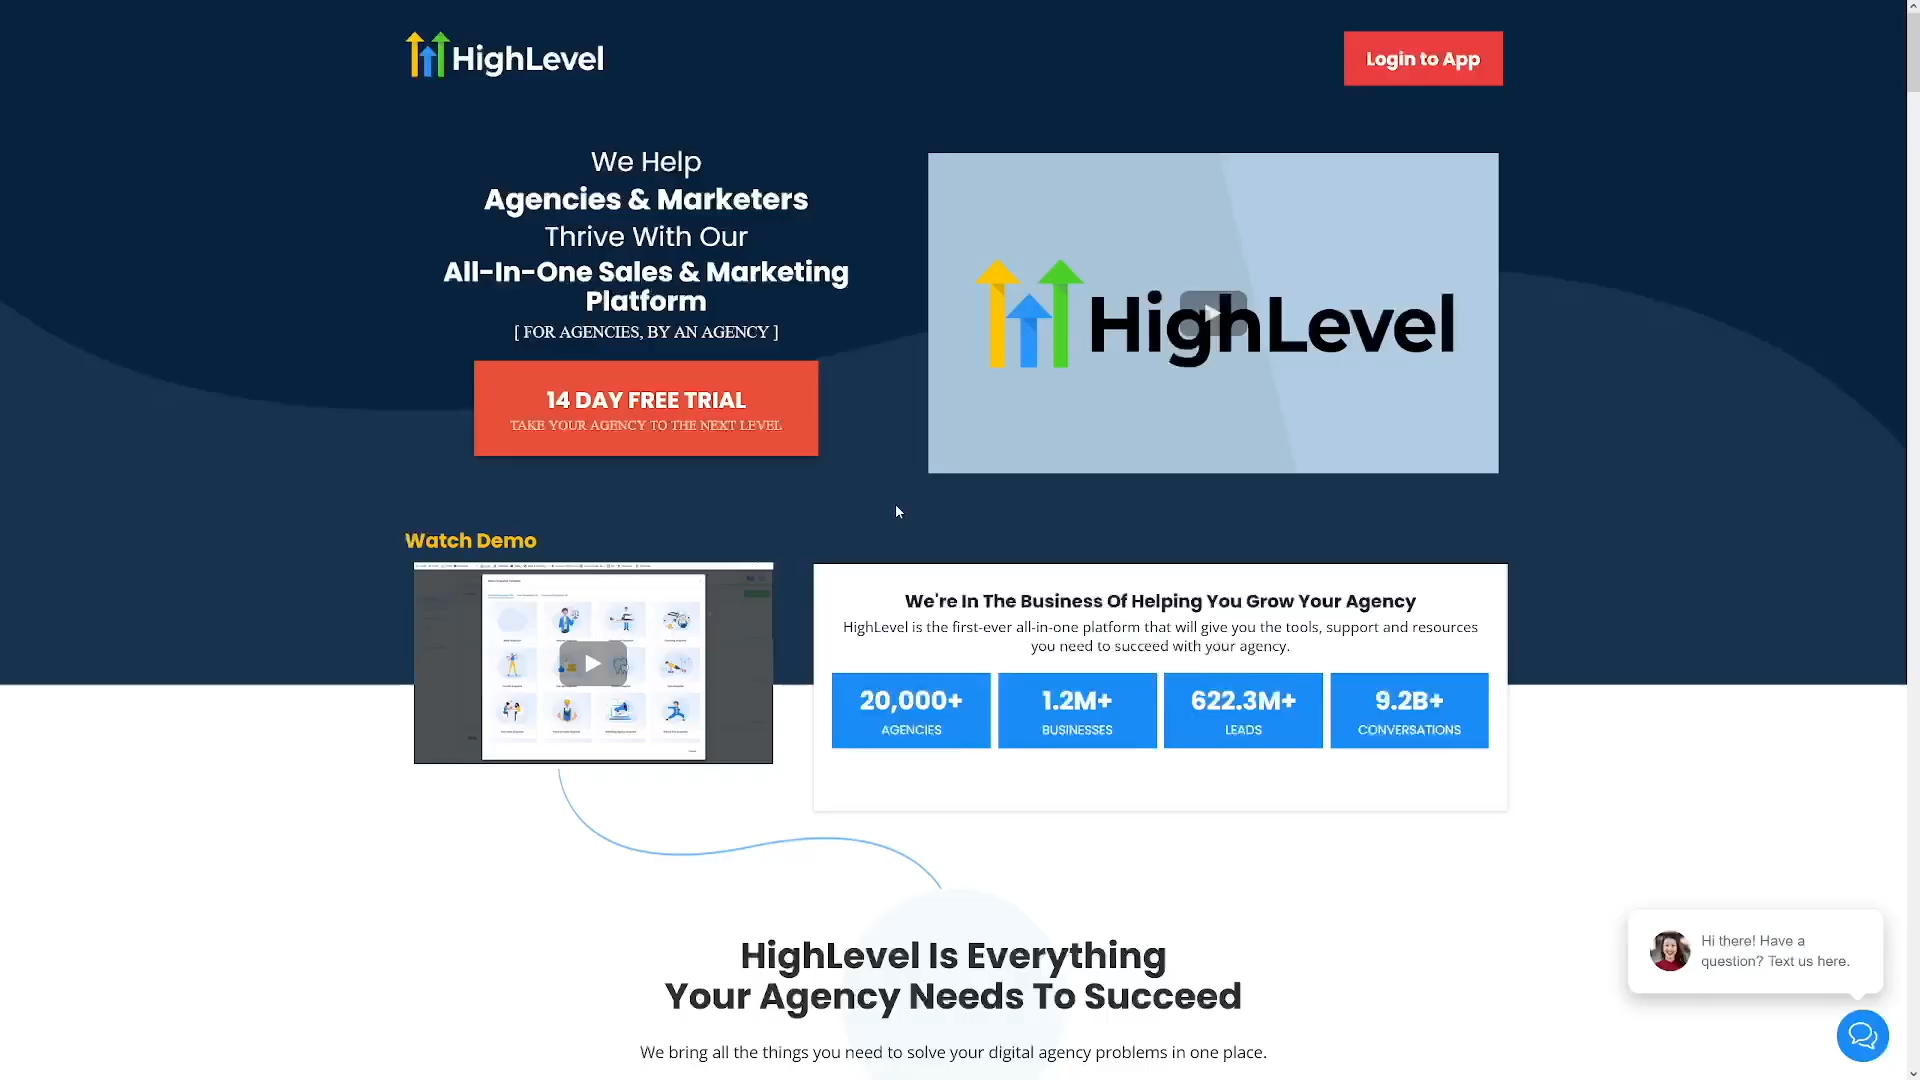 HighLevel
Login to App
We Help
Agencies & Marketers
Thrive With Our
All-In-One Sales & Marketing
Platform
[ FOR AGENCIES, BY AN AGENCY ]
14 DAY FREE TRIAL
TAKE YOUR AGENCY TO THE NEXT LEVEL
HighLevel
Watch Demo
We're In The Business Of Helping You Grow Your Agency
HighLevel is the first-ever all-in-one platform that will give you the tools, support and resources
you need to succeed with your agency.
20,000+
AGENCIES
1.2M+
BUSINESSES
622.3M+
LEADS
9.2B+
CONVERSATIONS
HighLevel Is Everything
Your Agency Needs To Succeed
We bring all the things you need to solve your digital agency problems in one place.
Hi there! Have a
question? Text us here.